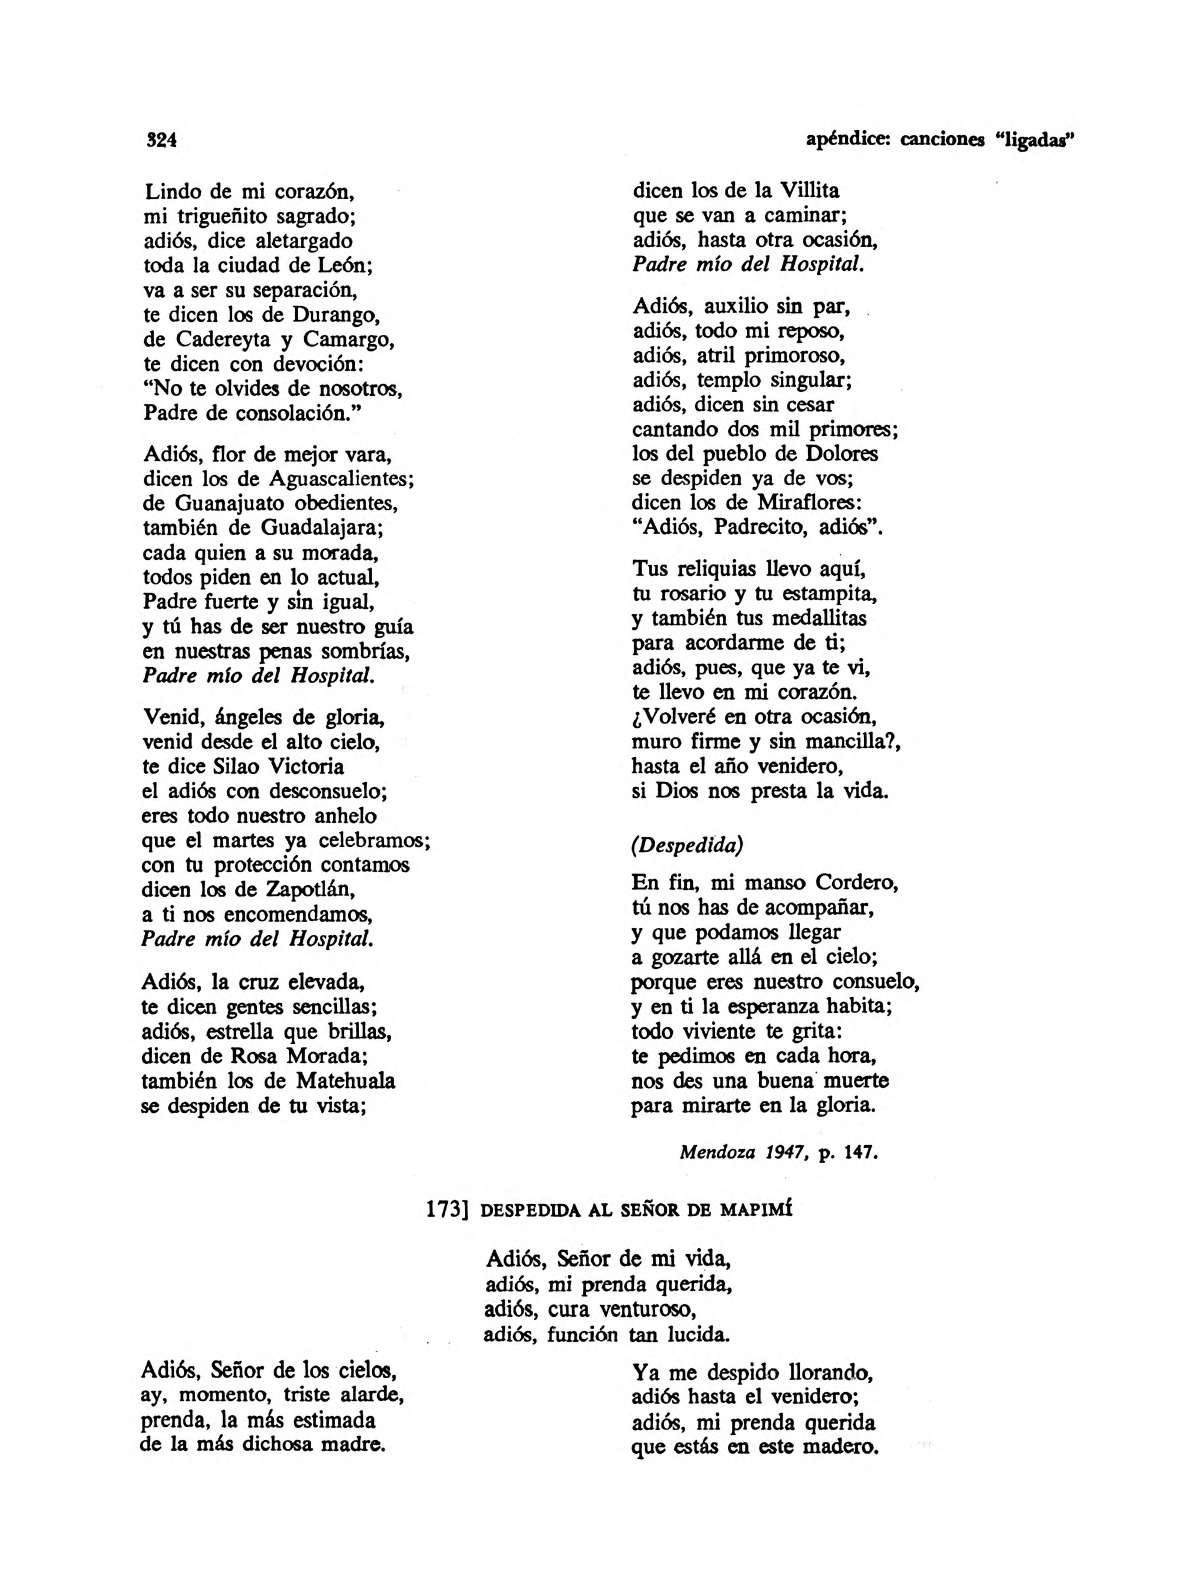 324
apéndice: canciones “ligadas”
Lindo de mi corazón,
mi trigueñito sagrado;
adiós, dice aletargado
toda la ciudad de León;
va a ser su separación,
te dicen los de Durango,
de Cadereyta y Camargo,
te dicen con devoción:
“No te olvides de nosotros,
Padre de consolación.”
Adiós, flor de mejor vara,
dicen los de Aguascalientes;
de Guanajuato obedientes,
también de Guadalajara;
cada quien a su morada,
todos piden en lo actual,
Padre fuerte y sin igual,
y tú has de ser nuestro guía
en nuestras penas sombrías,
Padre mío del Hospital.
Venid, ángeles de gloria,
venid desde el alto cielo,
te dice Silao Victoria
el adiós con desconsuelo;
eres todo nuestro anhelo
que el martes ya celebramos;
con tu protección contamos
dicen los de Zapotlán,
a ti nos encomendamos,
Padre mío del Hospital.
Adiós, la cruz elevada,
te dicen gentes sencillas;
adiós, estrella que brillas,
dicen de Rosa Morada;
también los de Matehuala
se despiden de tu vista;
dicen los de la Villita
que se van a caminar;
adiós, hasta otra ocasión,
Padre mío del Hospital.
Adiós, auxilio sin par,
adiós, todo mi reposo,
adiós, atril primoroso,
adiós, templo singular;
adiós, dicen sin cesar
cantando dos mil primores;
los del pueblo de Dolores
se despiden ya de vos;
dicen los de Miraflores:
“Adiós, Padrecito, adiós”.
Tus reliquias llevo aquí,
tu rosario y tu estampita,
y también tus medallitas
para acordarme de ti;
adiós, pues, que ya te vi,
te llevo en mi corazón.
¿Volveré en otra ocasión,
muro firme y sin mancilla?,
hasta el año venidero,
si Dios nos presta la vida.
(Despedida)
En fin, mi manso Cordero,
tú nos has de acompañar,
y que podamos llegar
a gozarte allá en el cielo;
porque eres nuestro consuelo,
y en ti la esperanza habita;
todo viviente te grita:
te pedimos en cada hora,
nos des una buena muerte
para mirarte en la gloria.
Mendoza 1947, p. 147.
173] DESPEDIDA AL SEÑOR DE MAPIMÍ
Adiós, Señor de mi vida,
adiós, mi prenda querida,
adiós, cura venturoso,
adiós, función tan lucida.
Adiós, Señor de los cielos,
ay, momento, triste alarde,
prenda, la más estimada
de la más dichosa madre.
Ya me despido llorando,
adiós hasta el venidero;
adiós, mi prenda querida
que estás en este madero.